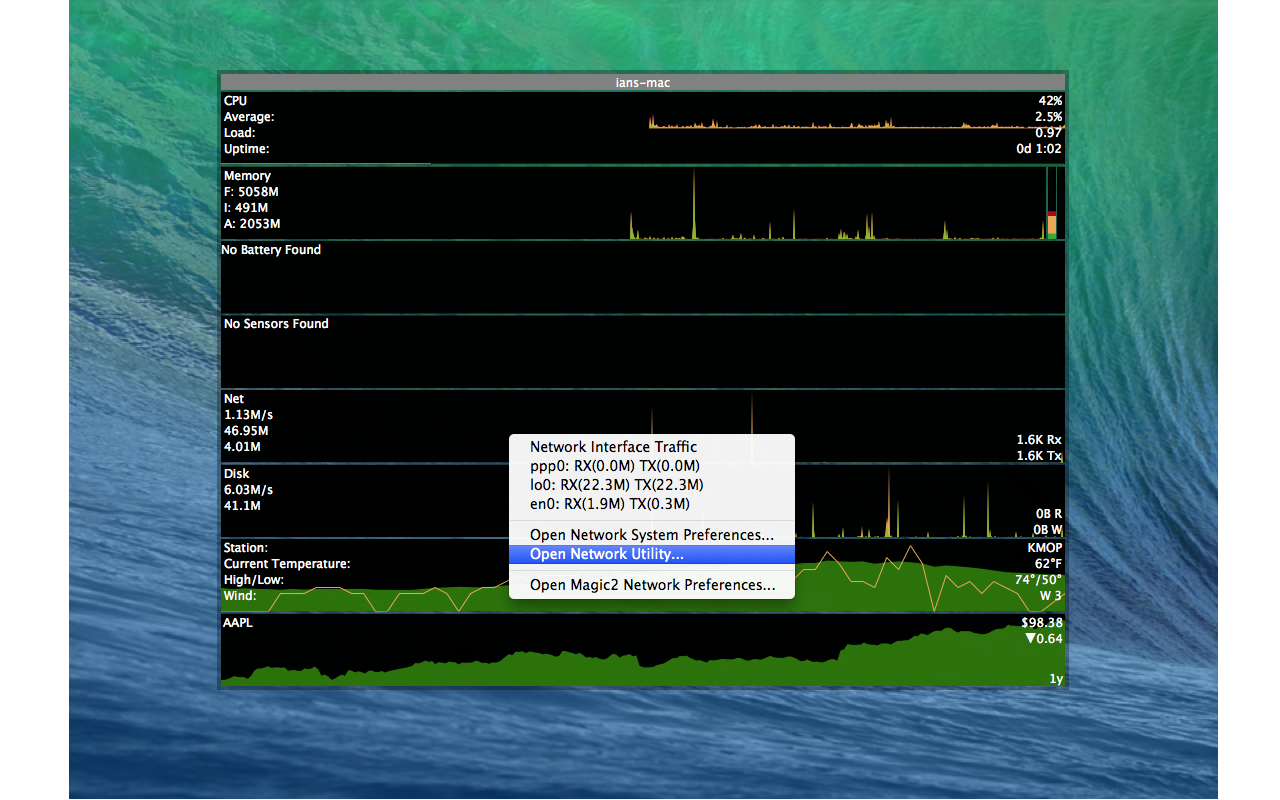 ians-mac
CPU 42%
Average: 2.5%
Load: 0.97
Uptime: 0d 1:02
Memory
F: 5058M
I: 491M
A: 2053M
No Battery Found
No Sensors Found
Net
1.13M/s
46.95M
4.01M
1.6K Rx
1.6K Tx
Network Interface Traffic
ppp0: RX(0.0M) TX(0.0M)
lo0: RX(22.3M) TX(22.3M)
en0: RX(1.9M) TX(0.3M)
Open Network System Preferences...
Open Network Utility...
Open Magic2 Network Preferences...
Disk
6.03M/s
41.1M
0B R
0B W
Station: KMOP
Current Temperature: 62°F
High/Low: 74°/50°
Wind: W 3
AAPL $98.38
▼0.64
1y